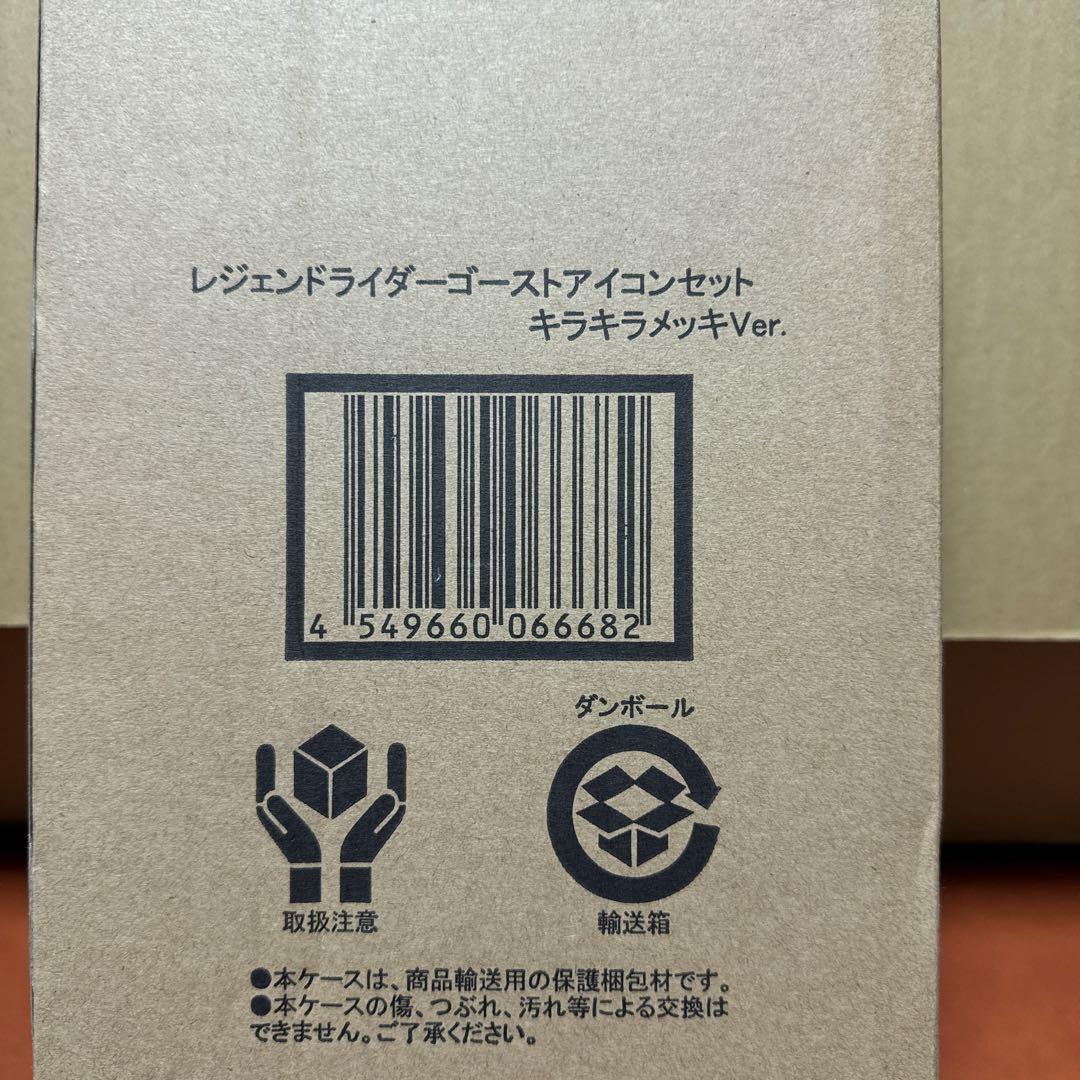 レジェンドライダーゴーストアイコンセット
キラキラメッキVer.
4 549660 066682
ダンボール
取扱注意
輸送箱
●本ケースは、商品輸送用の保護梱包材です。
●本ケースの傷、つぶれ、汚れ等による交換は
できません。ご了承ください。